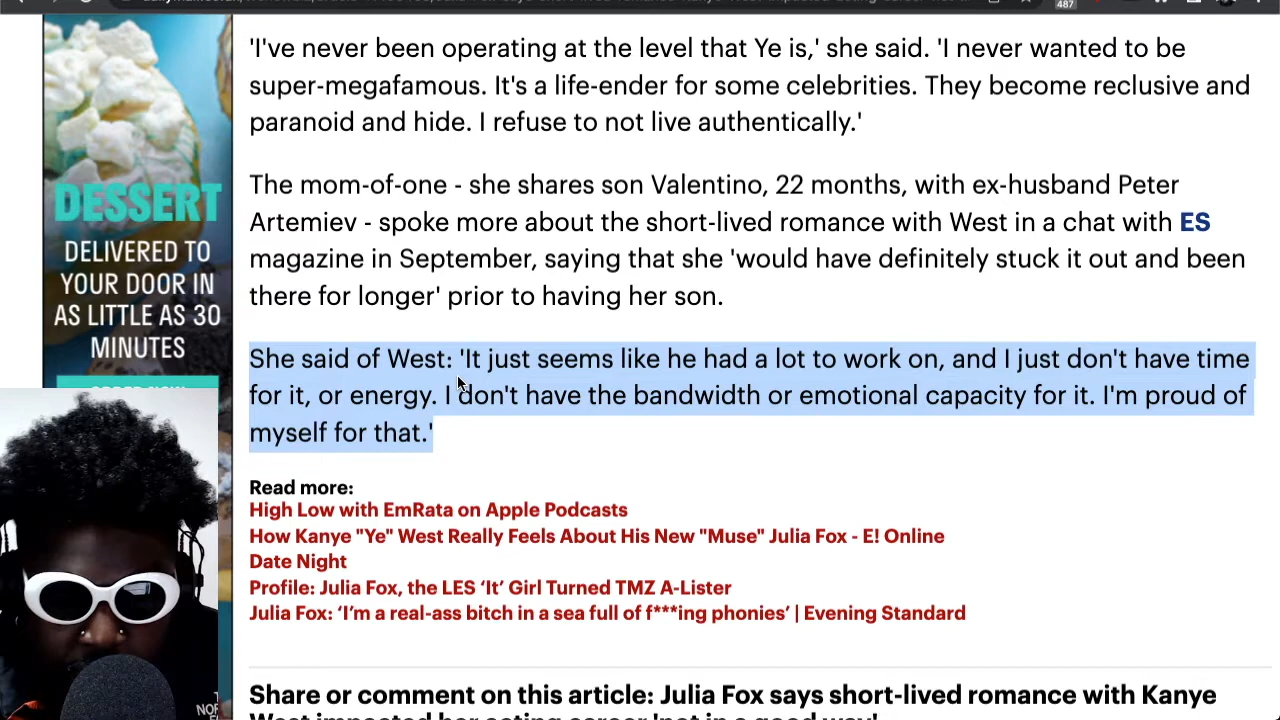 487
'I've never been operating at the level that Ye is,' she said. 'I never wanted to be
super-megafamous. It's a life-ender for some celebrities. They become reclusive and
paranoid and hide. I refuse to not live authentically.'
The mom-of-one - she shares son Valentino, 22 months, with ex-husband Peter
Artemiev - spoke more about the short-lived romance with West in a chat with ES
magazine in September, saying that she 'would have definitely stuck it out and been
there for longer' prior to having her son.
She said of West: 'It just seems like he had a lot to work on, and I just don't have time
for it, or energy. I don't have the bandwidth or emotional capacity for it. I'm proud of
myself for that.'
Read more:
High Low with EmRata on Apple Podcasts
How Kanye "Ye" West Really Feels About His New "Muse" Julia Fox - E! Online
Date Night
Profile: Julia Fox, the LES ‘It’ Girl Turned TMZ A-Lister
Julia Fox: ‘I’m a real-ass bitch in a sea full of f***ing phonies’ | Evening Standard
Share or comment on this article: Julia Fox says short-lived romance with Kanye
West impacted her acting career 'not in a good way'
DESSERT
DELIVERED TO
YOUR DOOR IN
AS LITTLE AS 30
MINUTES